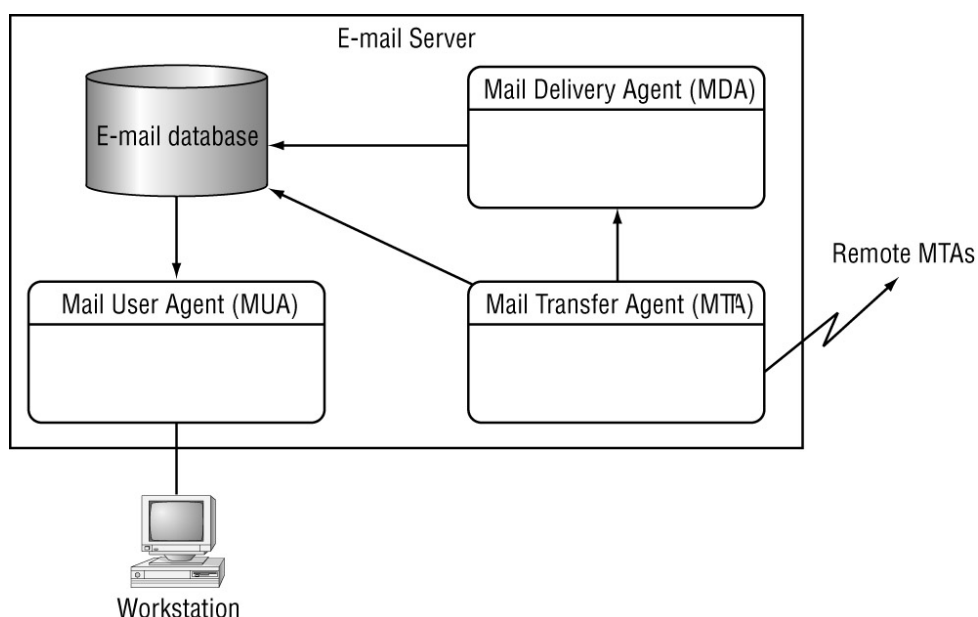 E-mail Server
E-mail database
Mail Delivery Agent (MDA)
Remote MTAs
Mail User Agent (MUA)
Mail Transfer Agent (MTA)
Workstation